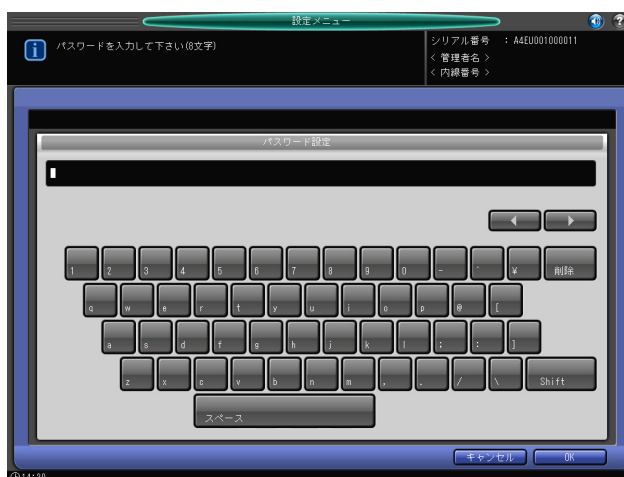 設定メニュー
パスワードを入力して下さい(8文字)
シリアル番号 : A4EU001000011
< 管理者名 >
< 内線番号 >
パスワード設定
1 2 3 4 5 6 7 8 9 0 - ^ ¥ 削除
q w e r t y u i o p @ [
a s d f g h j k l ; : ]
z x c v b n m , . / \ Shift
スペース
キャンセル OK
14:20